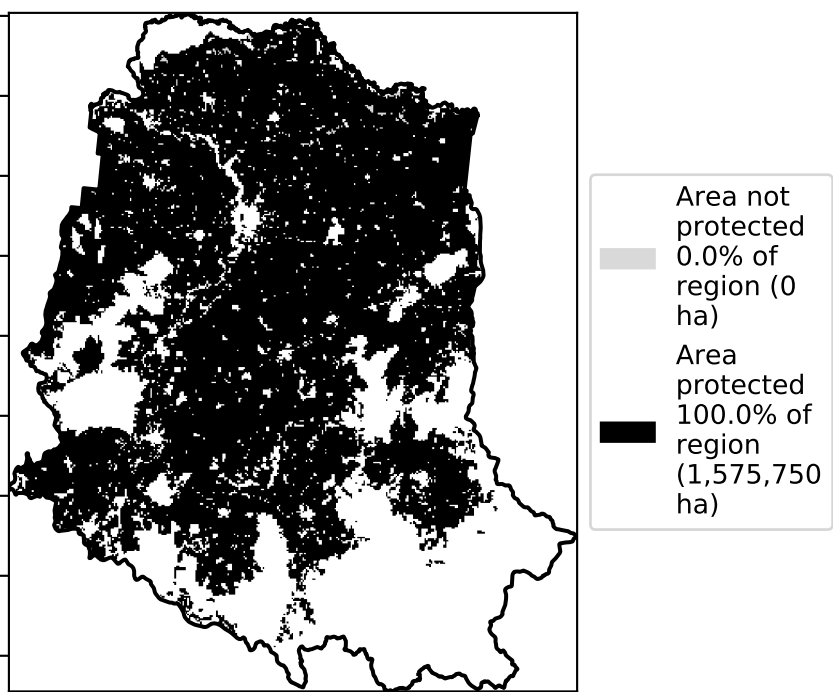 Area not
protected
0.0% of
region (0
ha)
Area
protected
100.0% of
region
(1,575,750
ha)